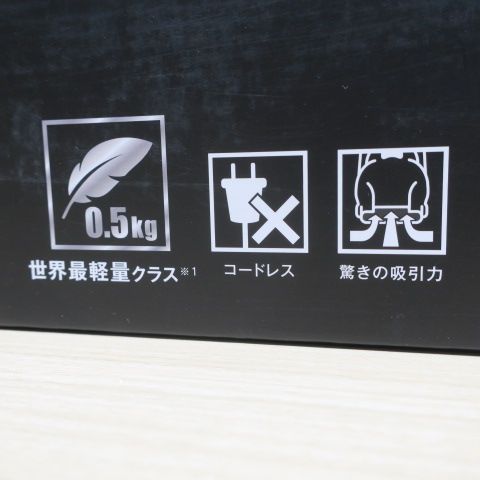 0.5kg
世界最軽量クラス※1
コードレス
驚きの吸引力